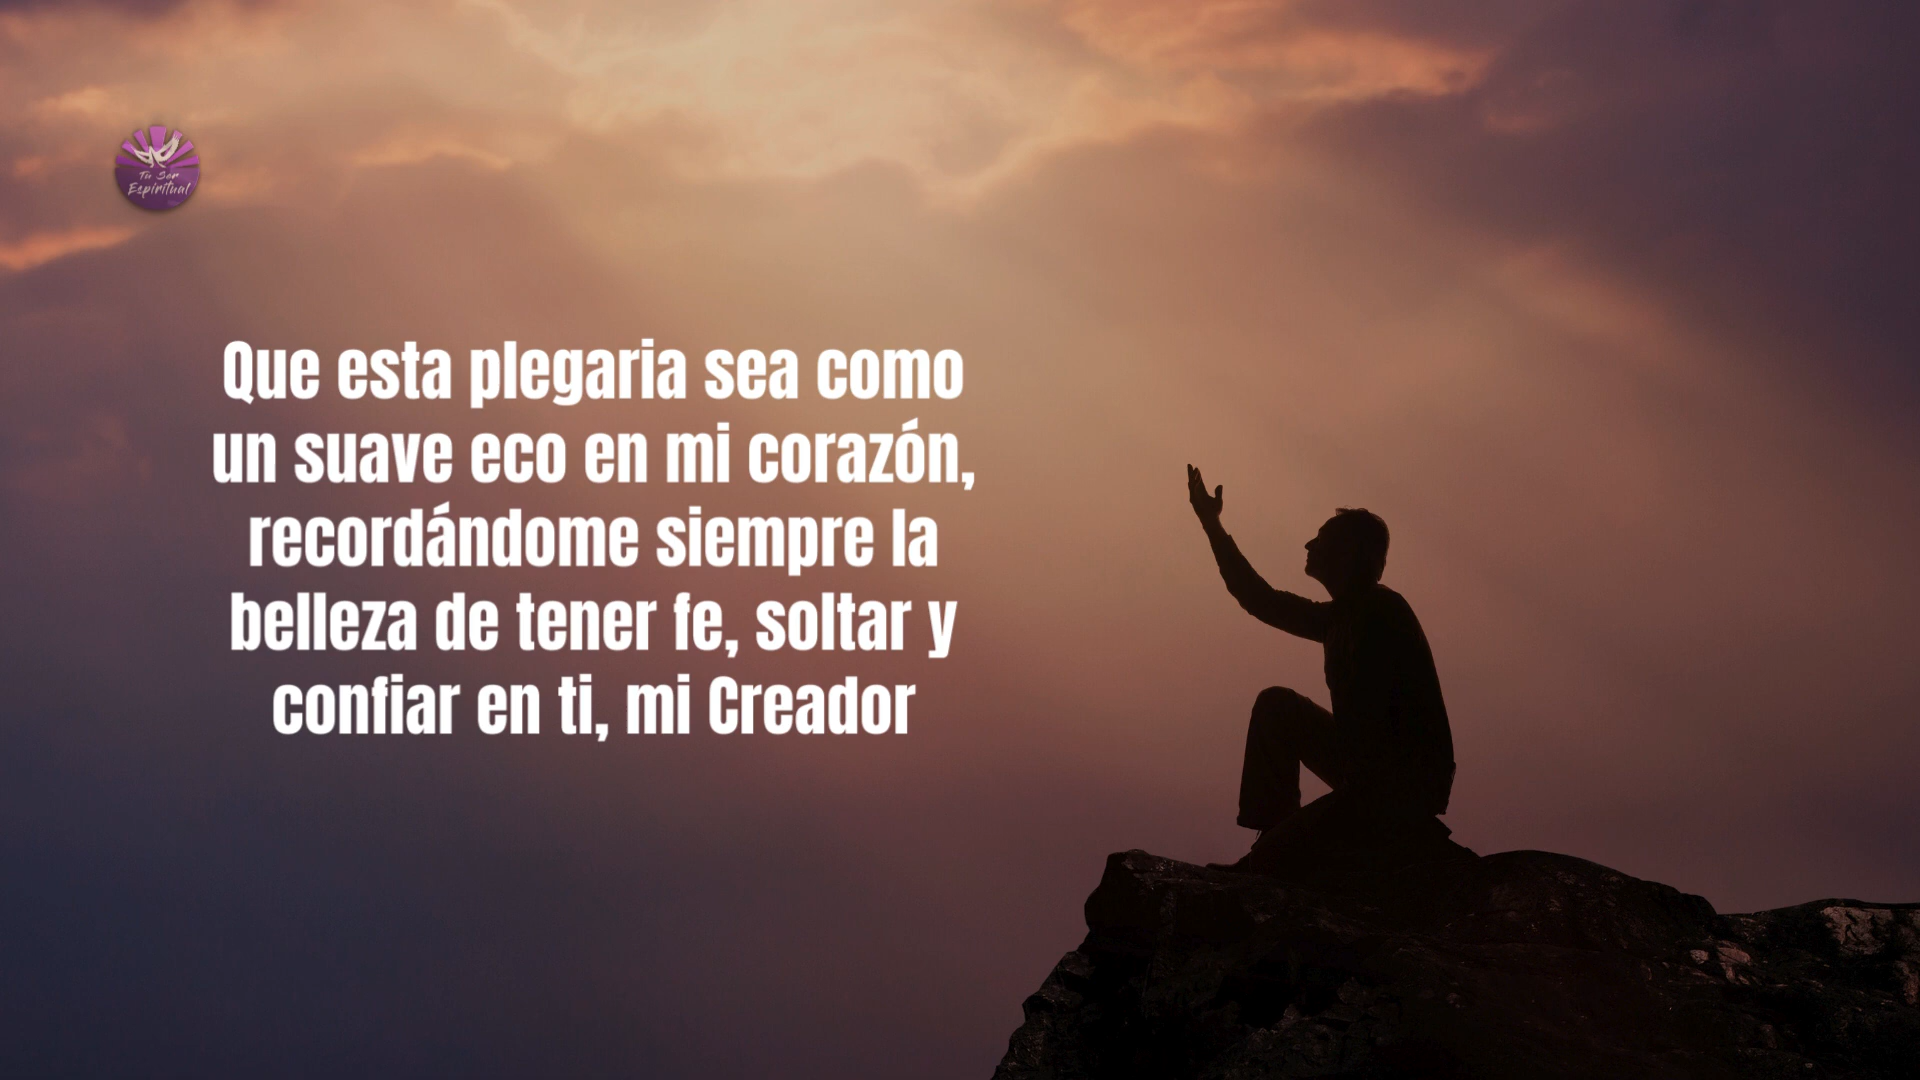 Tu Ser
Espiritual
Que esta plegaria sea como
un suave eco en mi corazón,
recordándome siempre la
belleza de tener fe, soltar y
confiar en ti, mi Creador